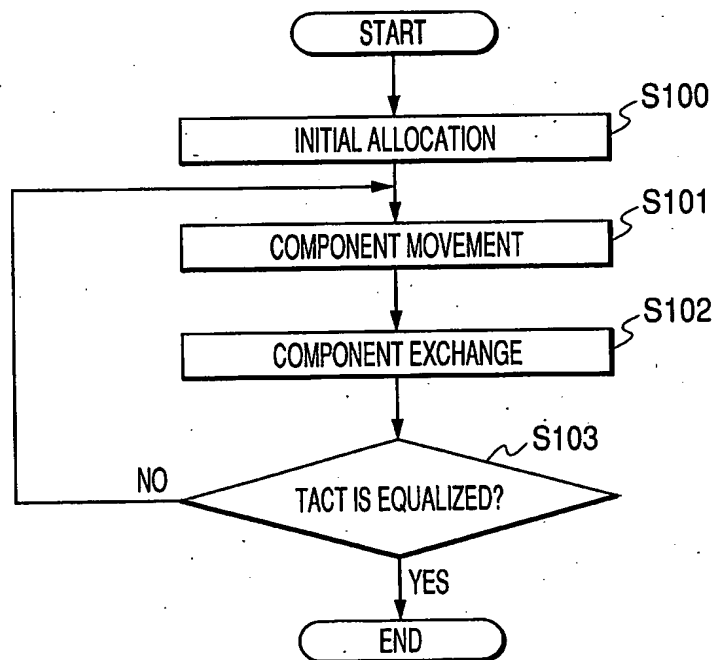 START
S100
INITIAL ALLOCATION
S101
COMPONENT MOVEMENT
S102
COMPONENT EXCHANGE
S103
NO
TACT IS EQUALIZED?
YES
END